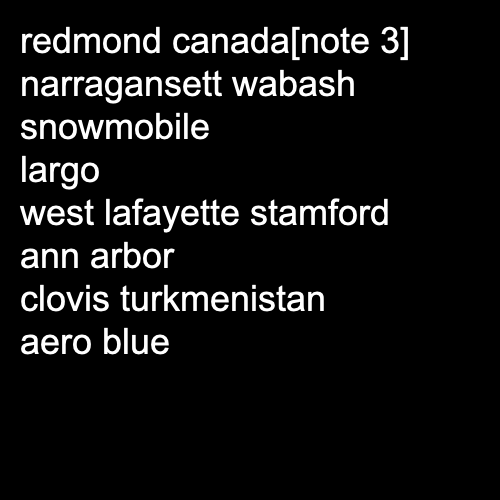 redmond canada[note 3]
narragansett wabash
snowmobile
largo
west lafayette stamford
ann arbor
clovis turkmenistan
aero blue